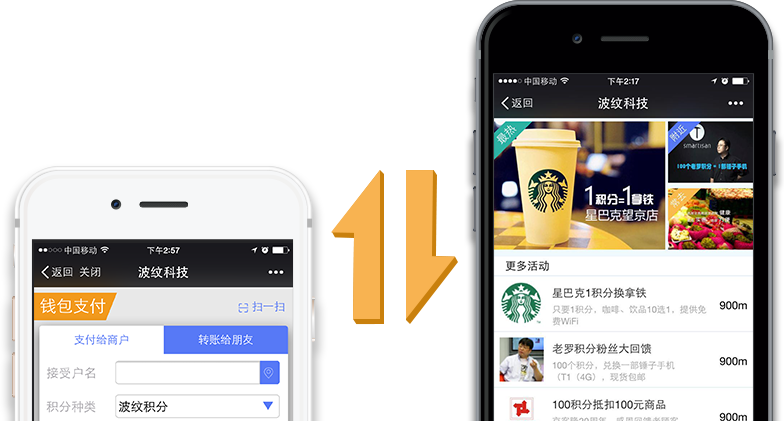 中国移动
下午2:57
返回 关闭
波纹科技
钱包支付
扫一扫
支付给商户
转账给朋友
接受户名
积分种类
波纹积分
中国移动
下午2:17
返回
波纹科技
最热
1积分=1拿铁
星巴克望京店
附近
T
smartisan
100个老罗积分 = 1部锤子手机
健康
更多活动
星巴克1积分换拿铁
只要1积分，咖啡、饮品10选1，提供免
费WiFi
900m
老罗积分粉丝大回馈
100个积分，兑换一部锤子手机
（T1（4G），现货包邮
900m
100积分抵扣100元商品
900m